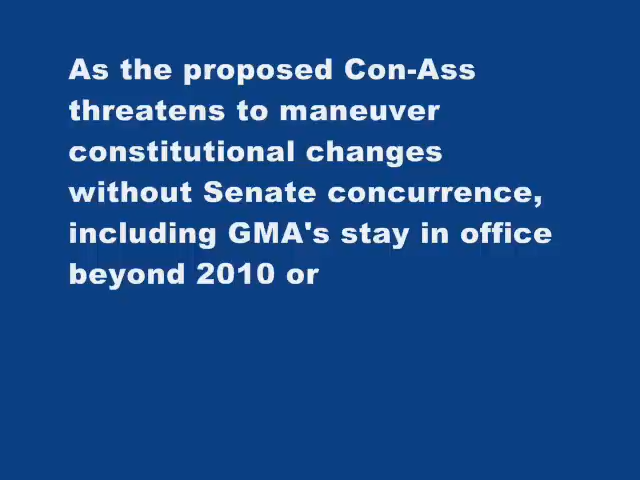 As the proposed Con-Ass
threatens to maneuver
constitutional changes
without Senate concurrence,
including GMA's stay in office
beyond 2010 or